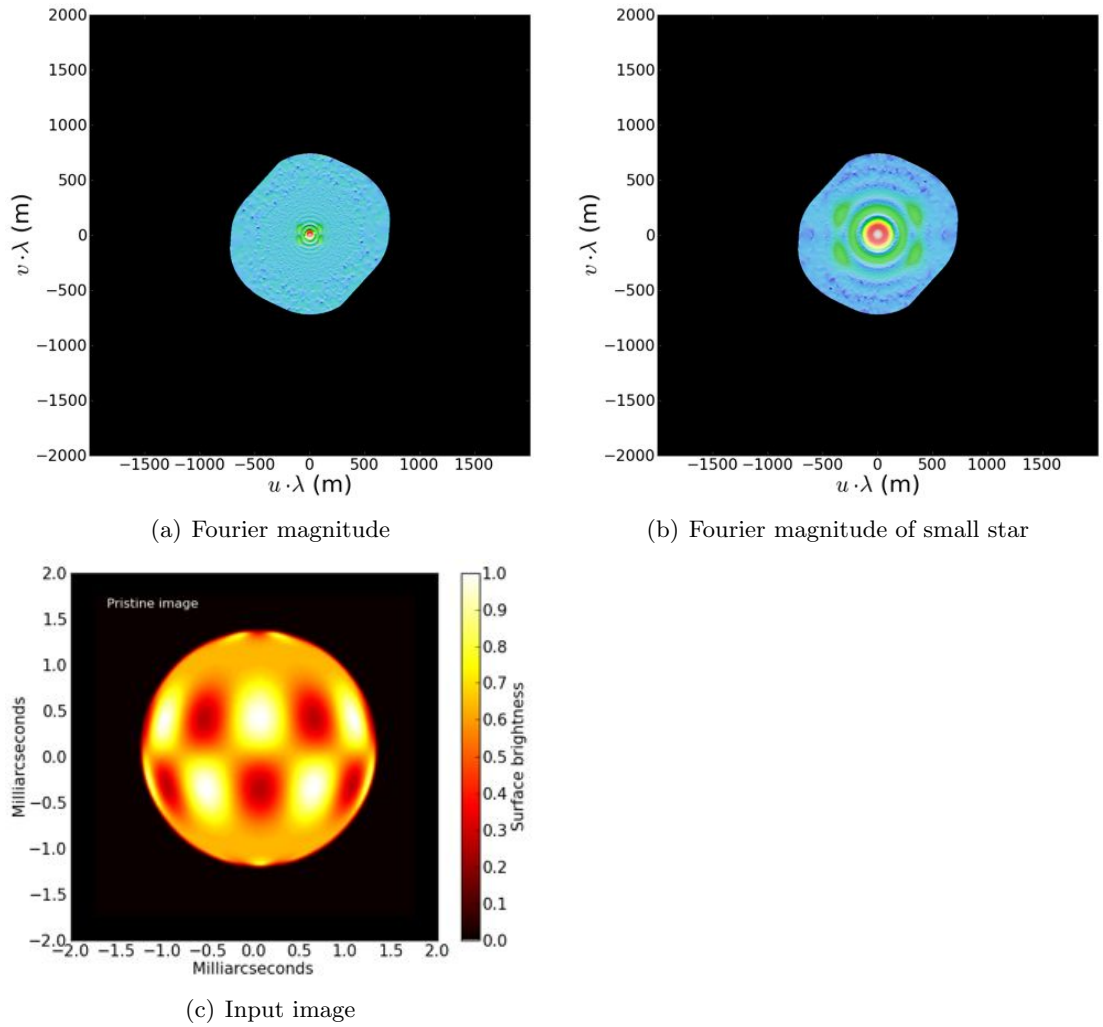 2000
1500
1000
500
0
−500
−1000
−1500
−2000
v·λ (m)
−1500 −1000 −500 0 500 1000 1500
u·λ (m)
(a) Fourier magnitude
2000
1500
1000
500
0
−500
−1000
−1500
−2000
v·λ (m)
−1500 −1000 −500 0 500 1000 1500
u·λ (m)
(b) Fourier magnitude of small star
2.0
1.5
1.0
0.5
0.0
−0.5
−1.0
−1.5
−2.0
Milliarcseconds
Pristine image
−2.0 −1.5 −1.0 −0.5 0.0 0.5 1.0 1.5 2.0
Milliarcseconds
1.0
0.9
0.8
0.7
0.6
0.5
0.4
0.3
0.2
0.1
0.0
Surface brightness
(c) Input image